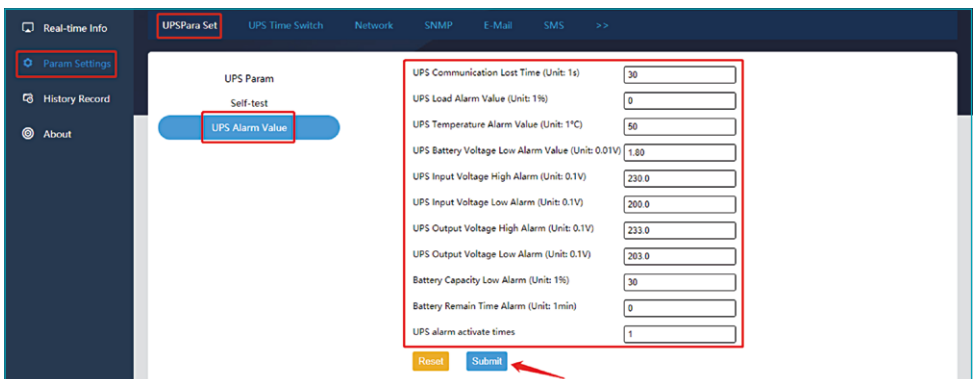 Real-time Info
Param Settings
History Record
About
UPSPara Set UPS Time Switch Network SNMP E-Mail SMS >>
UPS Param
Self-test
UPS Alarm Value
UPS Communication Lost Time (Unit: 1s) 30
UPS Load Alarm Value (Unit: 1%) 0
UPS Temperature Alarm Value (Unit: 1°C) 50
UPS Battery Voltage Low Alarm Value (Unit: 0.01V) 1.80
UPS Input Voltage High Alarm (Unit: 0.1V) 230.0
UPS Input Voltage Low Alarm (Unit: 0.1V) 200.0
UPS Output Voltage High Alarm (Unit: 0.1V) 233.0
UPS Output Voltage Low Alarm (Unit: 0.1V) 203.0
Battery Capacity Low Alarm (Unit: 1%) 30
Battery Remain Time Alarm (Unit: 1min) 0
UPS alarm activate times 1
Reset Submit